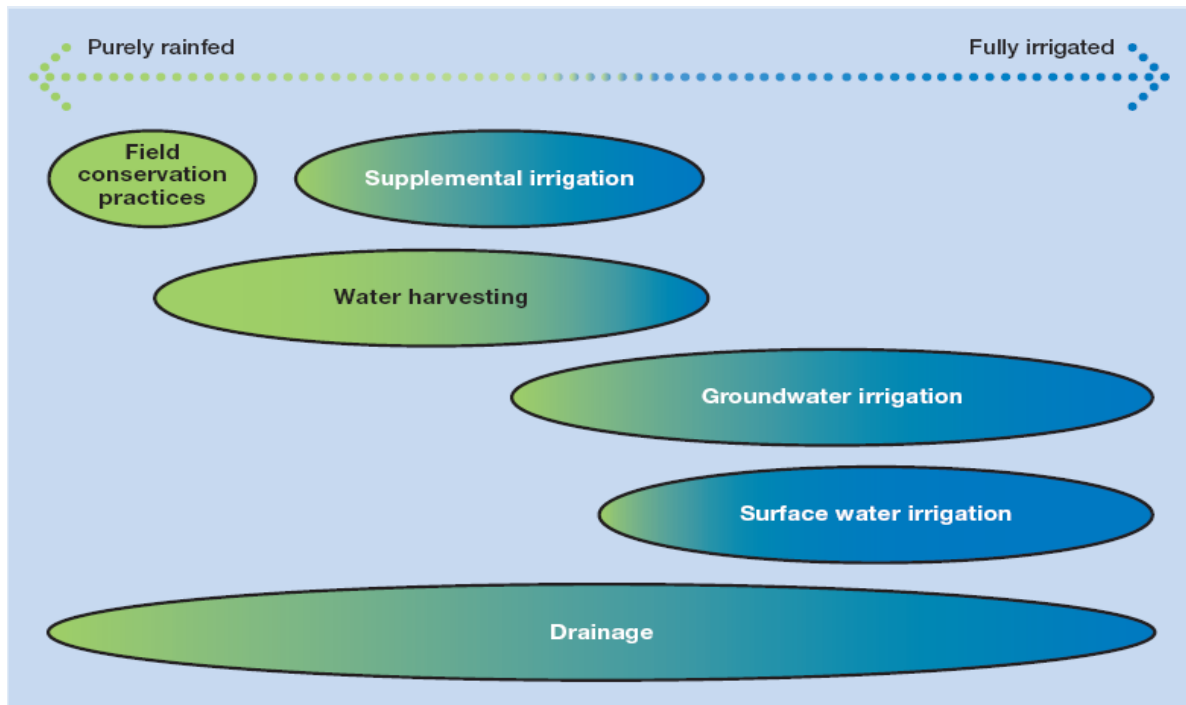 Purely rainfed
Fully irrigated
Field
conservation
practices
Supplemental irrigation
Water harvesting
Groundwater irrigation
Surface water irrigation
Drainage